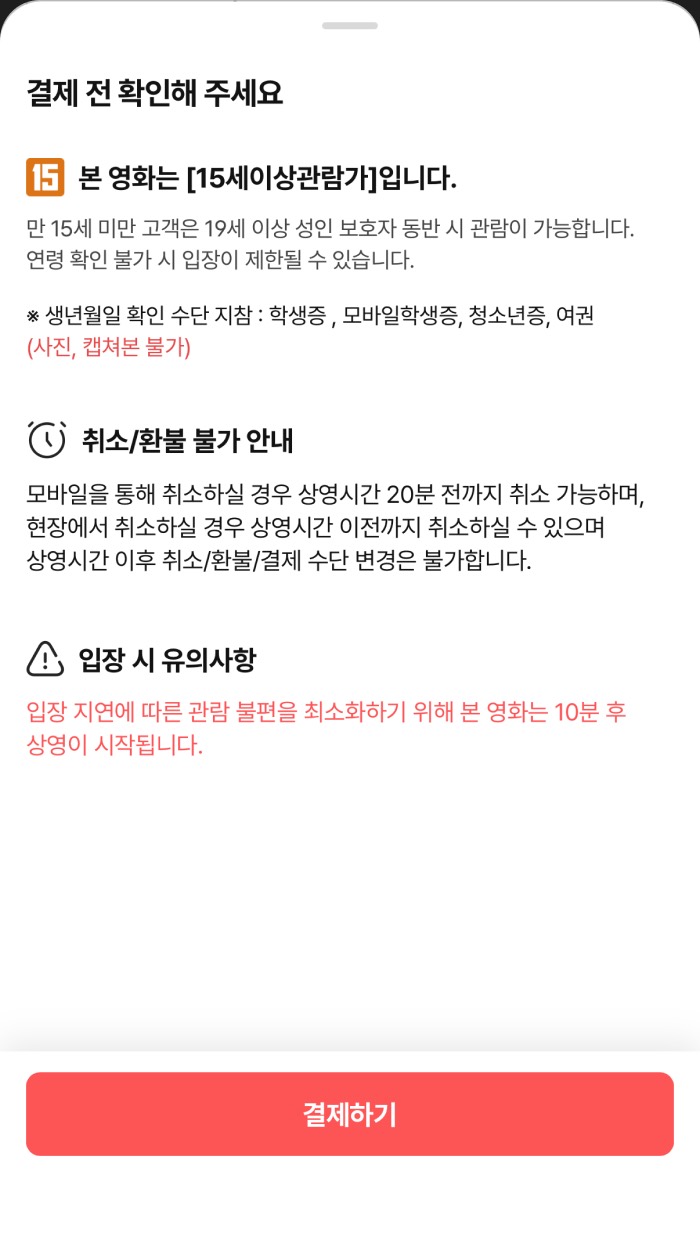 결제 전 확인해 주세요
15 본 영화는 [15세이상관람가]입니다.
만 15세 미만 고객은 19세 이상 성인 보호자 동반 시 관람이 가능합니다.
연령 확인 불가 시 입장이 제한될 수 있습니다.
※ 생년월일 확인 수단 지참 : 학생증 , 모바일학생증, 청소년증, 여권
(사진, 캡쳐본 불가)
취소/환불 불가 안내
모바일을 통해 취소하실 경우 상영시간 20분 전까지 취소 가능하며,
현장에서 취소하실 경우 상영시간 이전까지 취소하실 수 있으며
상영시간 이후 취소/환불/결제 수단 변경은 불가합니다.
입장 시 유의사항
입장 지연에 따른 관람 불편을 최소화하기 위해 본 영화는 10분 후
상영이 시작됩니다.
결제하기